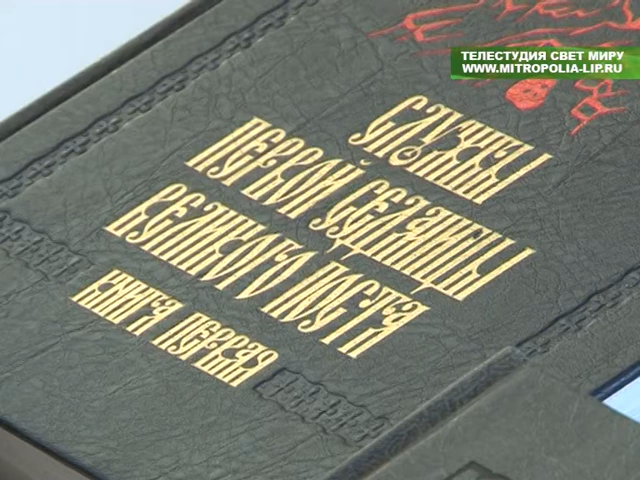 ТЕЛЕСТУДИЯ СВЕТ МИРУ
WWW.MITROPOLIA-LIP.RU
СЛУЖБЫ
ПЕРВОЙ СЕДМИЦЫ
ВЕЛИКОГО ПОСТА
КНИГА ПЕРВАЯ